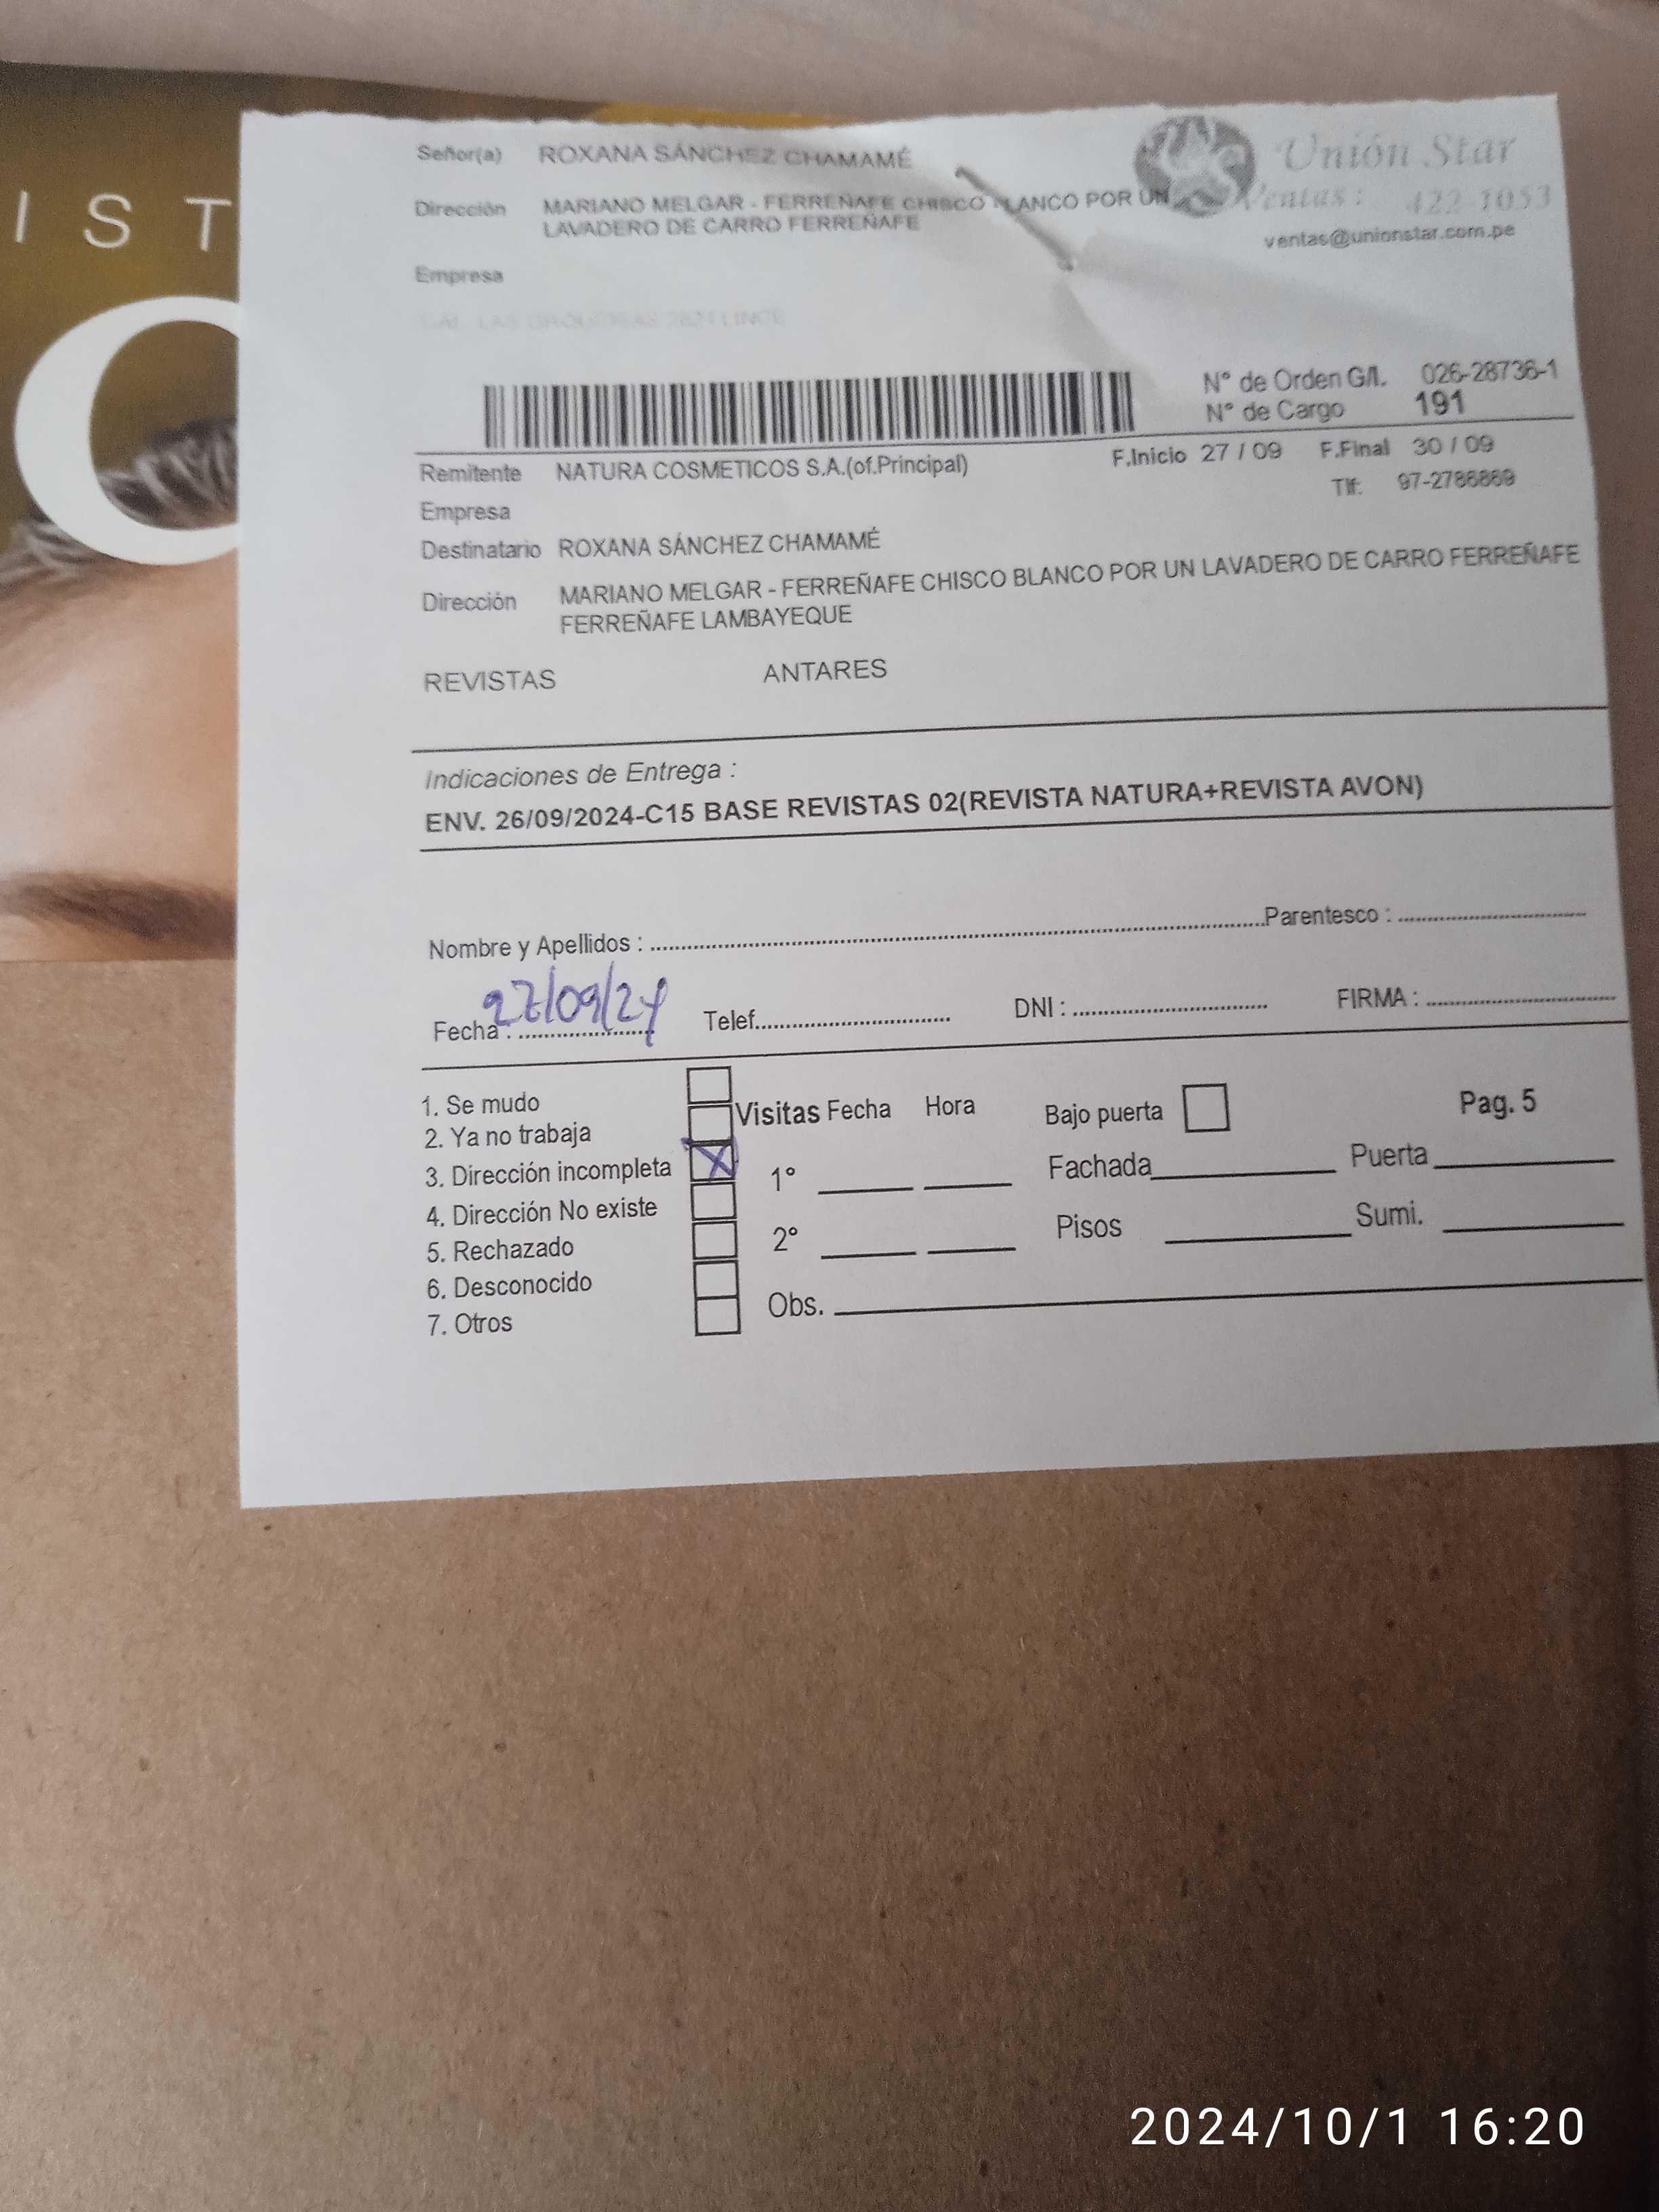 IST
Señor(a) ROXANA SÁNCHEZ CHAMAMÉ
Unión Star
Dirección MARIANO MELGAR - FERREÑAFE CHISCO BLANCO POR UN
LAVADERO DE CARRO FERREÑAFE
Ventas: 422-1053
ventas@unionstar.com.pe
Empresa
N° de Orden G/I. 026-28736-1
N° de Cargo 191
Remitente NATURA COSMETICOS S.A.(of.Principal) F.Inicio 27 / 09 F.Final 30 / 09
Tlf: 97-2786869
Empresa
Destinatario ROXANA SÁNCHEZ CHAMAMÉ
Dirección MARIANO MELGAR - FERREÑAFE CHISCO BLANCO POR UN LAVADERO DE CARRO FERREÑAFE
FERREÑAFE LAMBAYEQUE
REVISTAS ANTARES
Indicaciones de Entrega :
ENV. 26/09/2024-C15 BASE REVISTAS 02(REVISTA NATURA+REVISTA AVON)
Nombre y Apellidos : Parentesco :
Fecha : 27/09/24 Telef. DNI : FIRMA :
1. Se mudo
2. Ya no trabaja Visitas Fecha Hora Bajo puerta Pag. 5
3. Dirección incompleta X 1° Fachada Puerta
4. Dirección No existe
5. Rechazado 2° Pisos Sumi.
6. Desconocido
7. Otros Obs.
2024/10/1 16:20